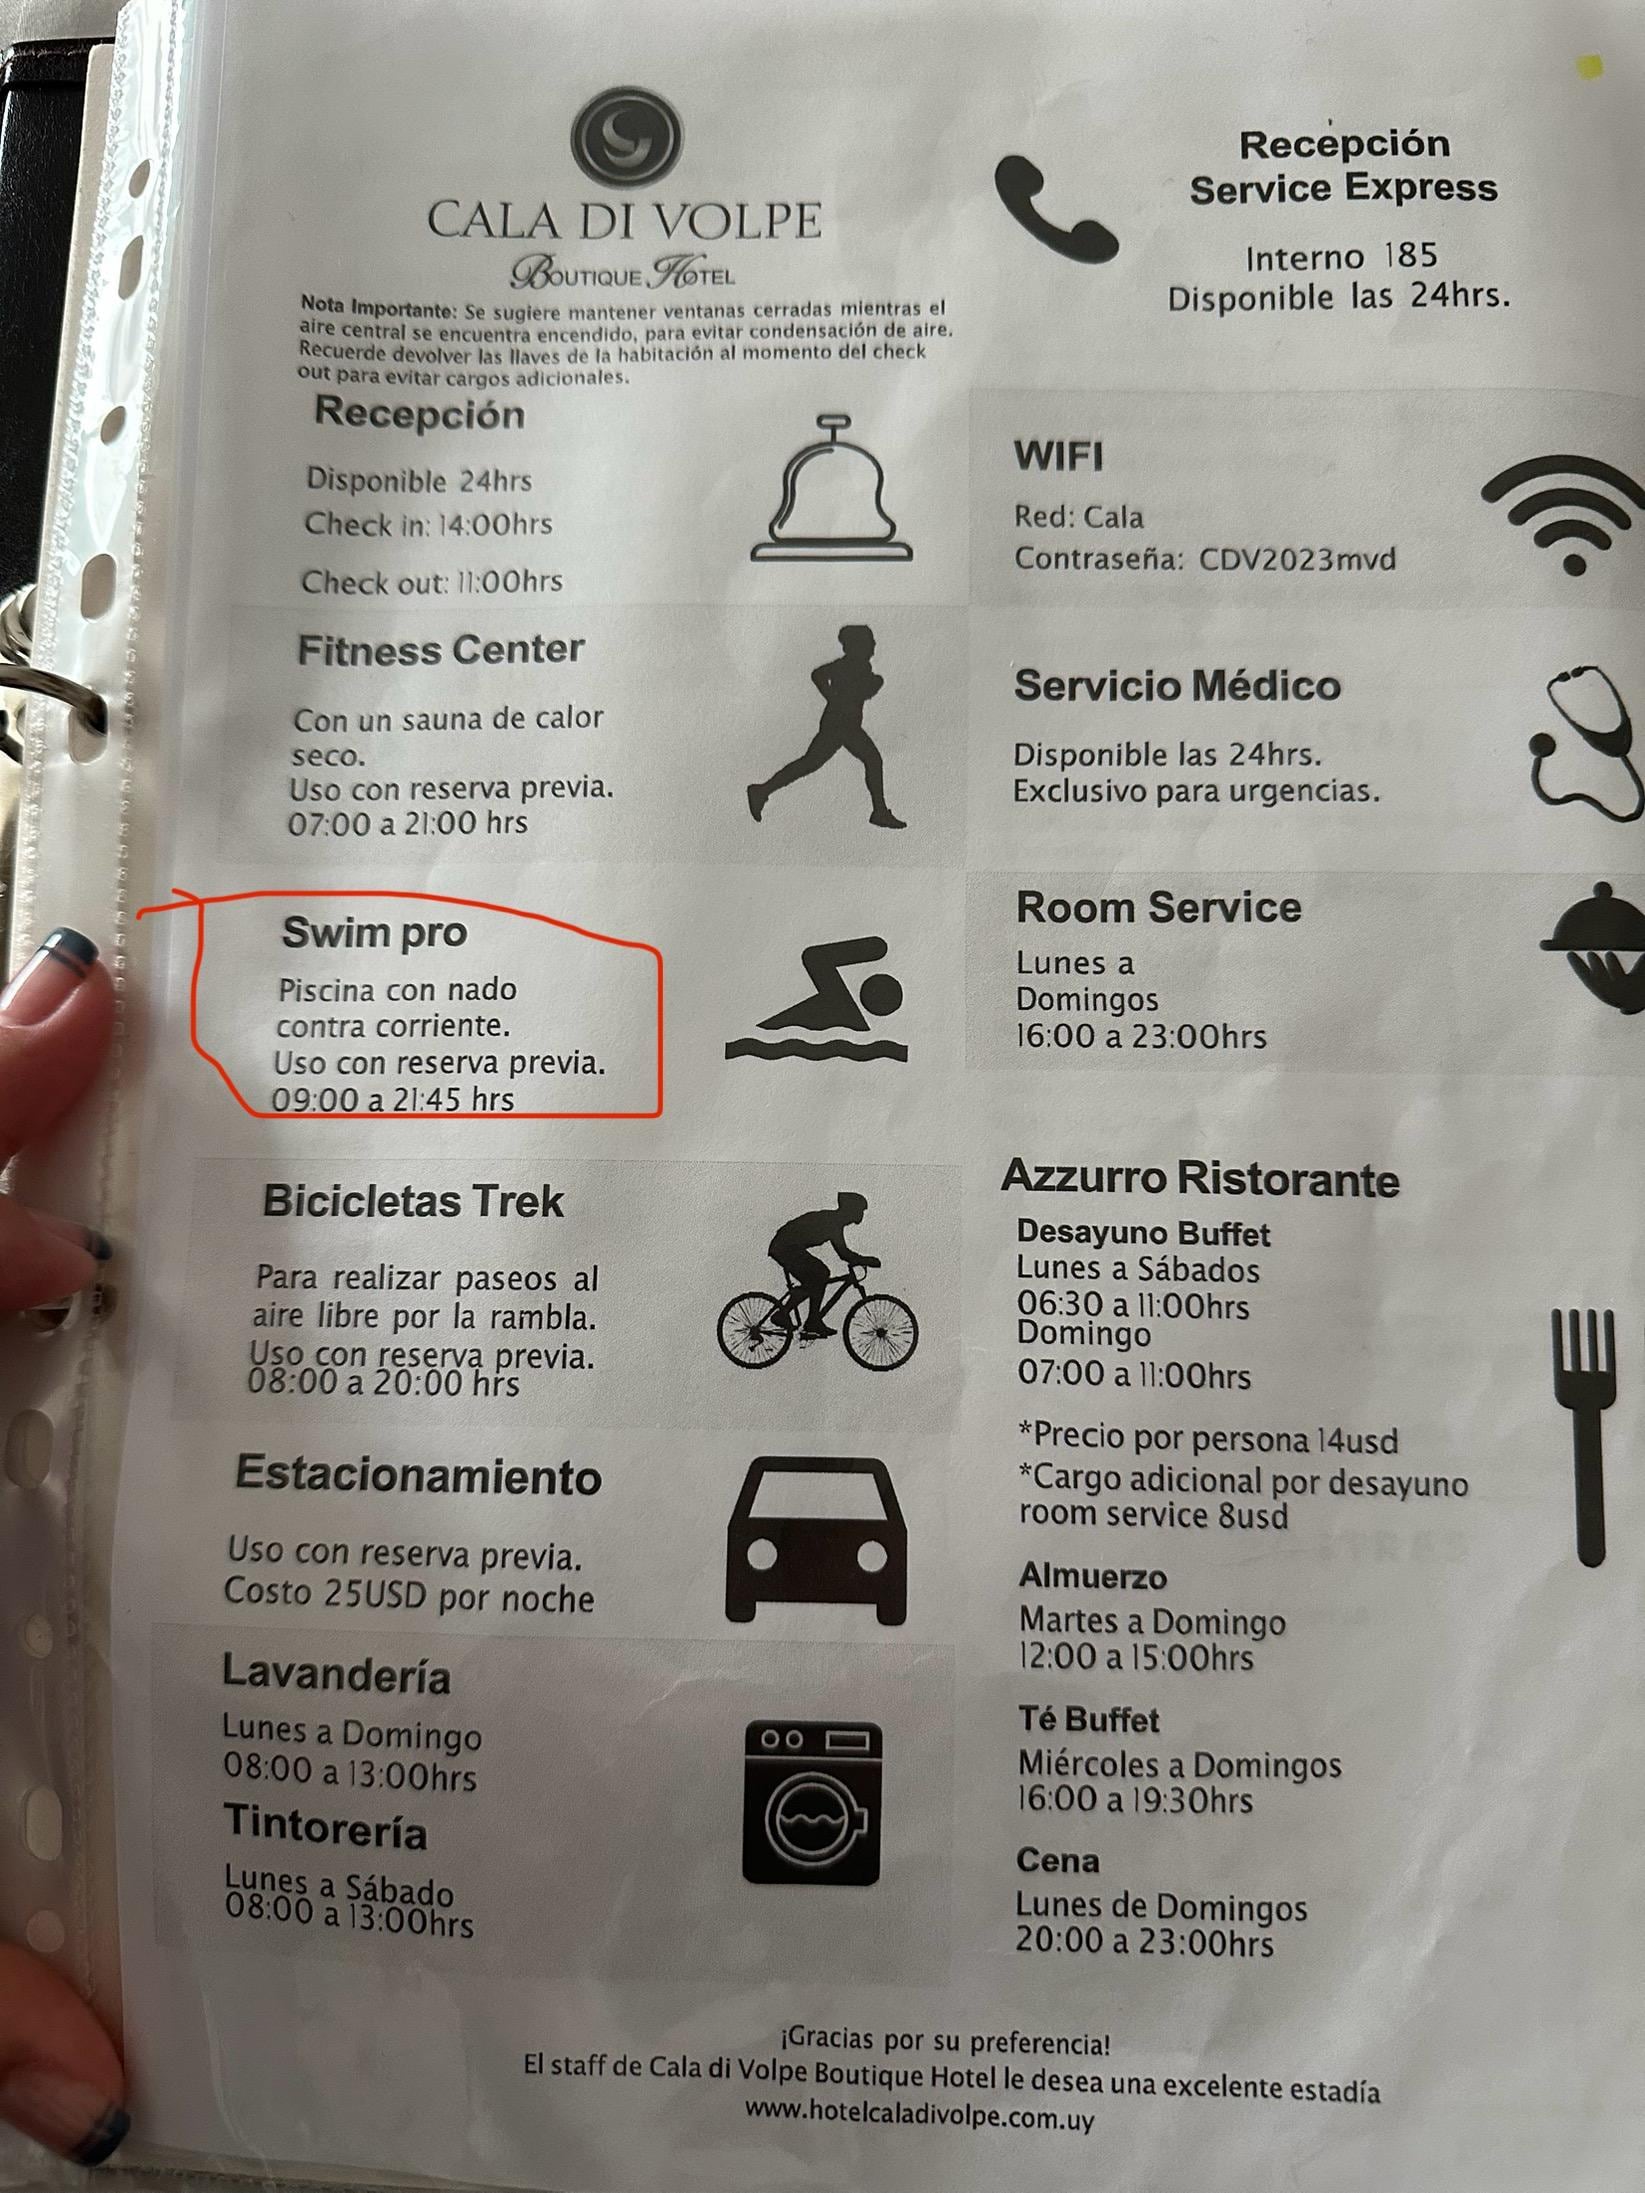 CALA DI VOLPE
BOUTIQUE HOTEL
Nota Importante: Se sugiere mantener ventanas cerradas mientras el
aire central se encuentra encendido, para evitar condensación de aire.
Recuerde devolver las llaves de la habitación al momento del check
out para evitar cargos adicionales.
Recepción
Disponible 24hrs
Check in: 14:00hrs
Check out: 11:00hrs
Fitness Center
Con un sauna de calor
seco.
Uso con reserva previa.
07:00 a 21:00 hrs
Swim pro
Piscina con nado
contra corriente.
Uso con reserva previa.
09:00 a 21:45 hrs
Bicicletas Trek
Para realizar paseos al
aire libre por la rambla.
Uso con reserva previa.
08:00 a 20:00 hrs
Estacionamiento
Uso con reserva previa.
Costo 25USD por noche
Lavandería
Lunes a Domingo
08:00 a 13:00hrs
Tintorería
Lunes a Sábado
08:00 a 13:00hrs
Recepción
Service Express
Interno 185
Disponible las 24hrs.
WIFI
Red: Cala
Contraseña: CDV2023mvd
Servicio Médico
Disponible las 24hrs.
Exclusivo para urgencias.
Room Service
Lunes a
Domingos
16:00 a 23:00hrs
Azzurro Ristorante
Desayuno Buffet
Lunes a Sábados
06:30 a 11:00hrs
Domingo
07:00 a 11:00hrs
*Precio por persona 14usd
*Cargo adicional por desayuno
room service 8usd
Almuerzo
Martes a Domingo
12:00 a 15:00hrs
Té Buffet
Miércoles a Domingos
16:00 a 19:30hrs
Cena
Lunes de Domingos
20:00 a 23:00hrs
¡Gracias por su preferencia!
El staff de Cala di Volpe Boutique Hotel le desea una excelente estadía
www.hotelcaladivolpe.com.uy